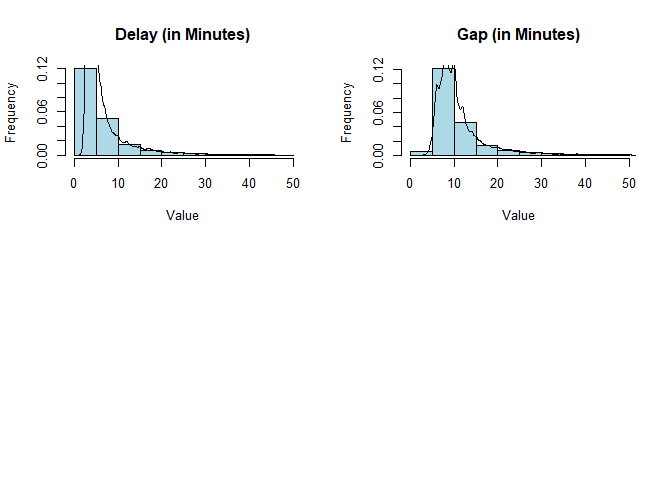 Delay (in Minutes)
Frequency
0.00 0.06 0.12
0 10 20 30 40 50
Value
Gap (in Minutes)
Frequency
0.00 0.06 0.12
0 10 20 30 40 50
Value